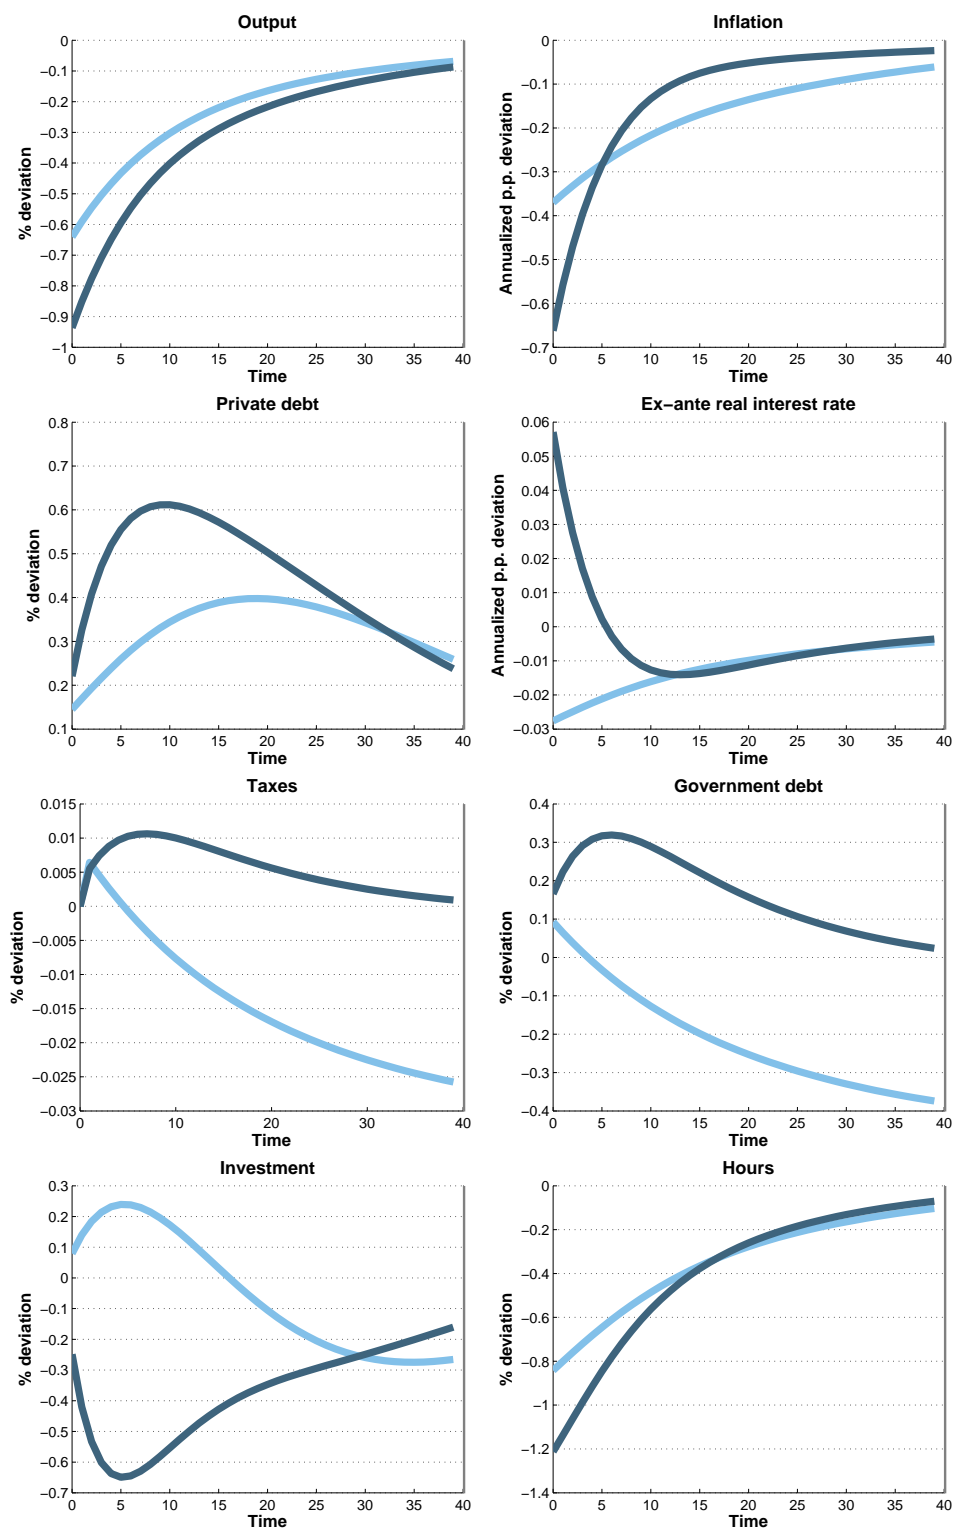 Output
0
−0.1
−0.2
−0.3
−0.4
−0.5
−0.6
−0.7
−0.8
−0.9
−1
% deviation
0 5 10 15 20 25 30 35 40
Time
Inflation
0
−0.1
−0.2
−0.3
−0.4
−0.5
−0.6
−0.7
Annualized p.p. deviation
0 5 10 15 20 25 30 35 40
Time
Private debt
0.8
0.7
0.6
0.5
0.4
0.3
0.2
0.1
% deviation
0 5 10 15 20 25 30 35 40
Time
Ex−ante real interest rate
0.06
0.05
0.04
0.03
0.02
0.01
0
−0.01
−0.02
−0.03
Annualized p.p. deviation
0 5 10 15 20 25 30 35 40
Time
Taxes
0.015
0.01
0.005
0
−0.005
−0.01
−0.015
−0.02
−0.025
−0.03
% deviation
0 10 20 30 40
Time
Government debt
0.4
0.3
0.2
0.1
0
−0.1
−0.2
−0.3
−0.4
% deviation
0 5 10 15 20 25 30 35 40
Time
Investment
0.3
0.2
0.1
0
−0.1
−0.2
−0.3
−0.4
−0.5
−0.6
−0.7
% deviation
0 5 10 15 20 25 30 35 40
Time
Hours
0
−0.2
−0.4
−0.6
−0.8
−1
−1.2
−1.4
% deviation
0 5 10 15 20 25 30 35 40
Time